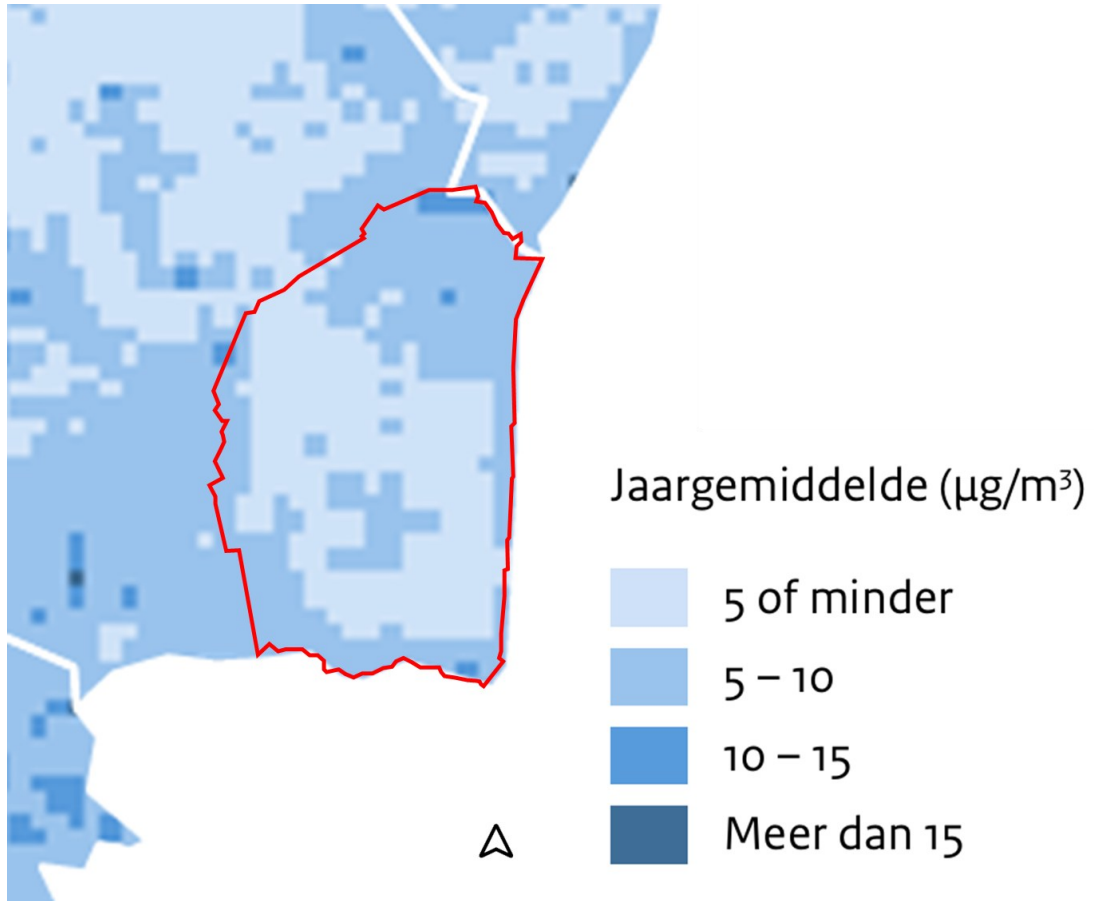 Jaargemiddelde (µg/m³)
5 of minder
5 – 10
10 – 15
Meer dan 15